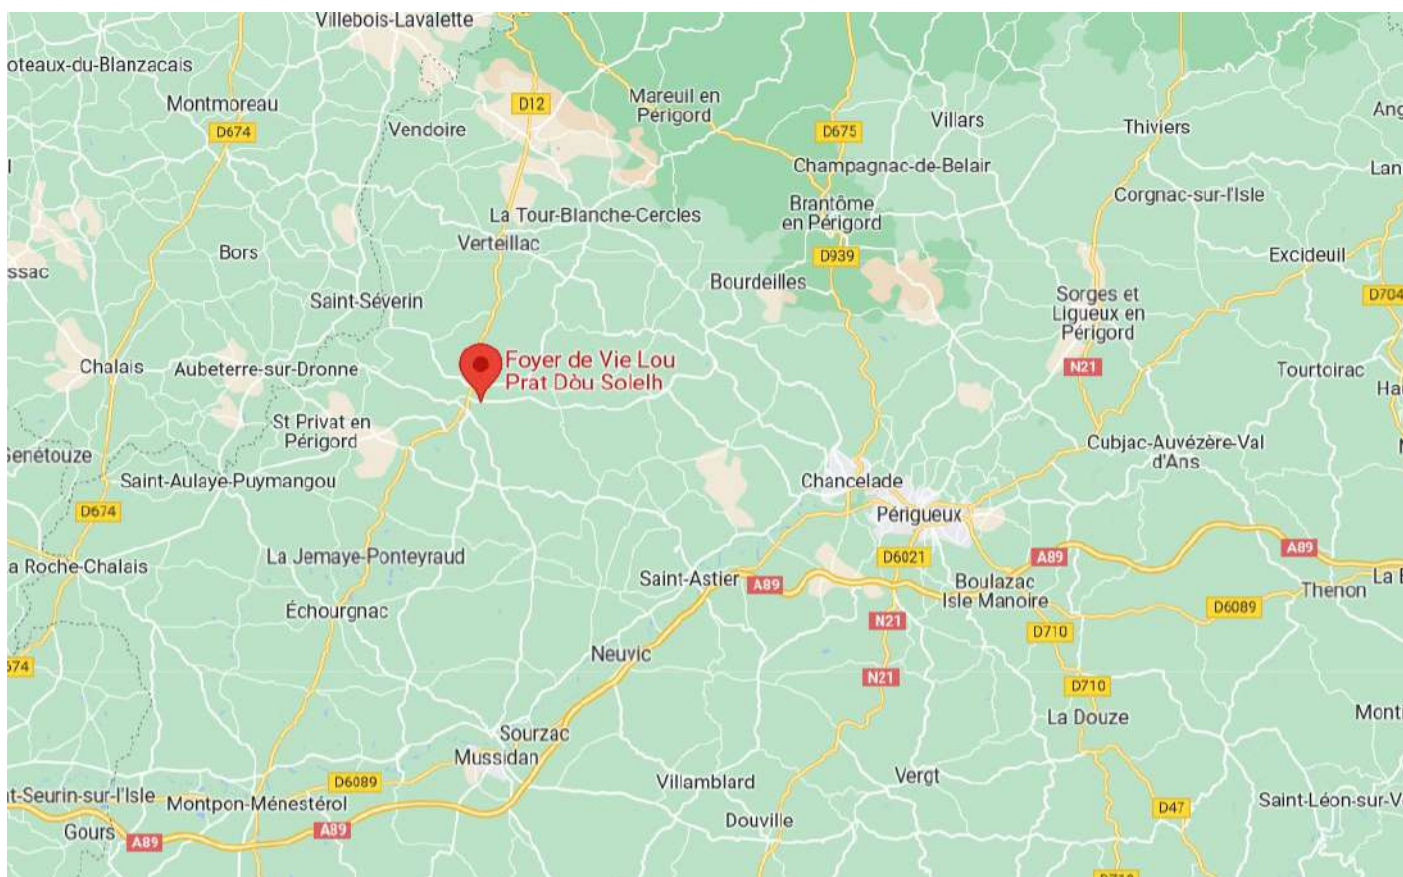 Villebois-Lavalette
oteaux-du-Blanzacais
Montmoreau
D674
Vendoire
D12
Mareuil en
Périgord
D675
Villars
Thiviers
Ang
Champagnac-de-Belair
Lan
Corgnac-sur-l'Isle
La Tour-Blanche-Cercles
Brantôme
en Périgord
Verteillac
Bors
D939
Excideuil
ssac
Bourdeilles
Saint-Séverin
Sorges et
Ligueux en
Périgord
D704
Chalais
Aubeterre-sur-Dronne
Foyer de Vie Lou
Prat Dòu Solelh
N21
Tourtoirac
Hau
St Privat en
Périgord
Cubjac-Auvézère-Val
d'Ans
Genétouze
Saint-Aulaye-Puymangou
Chancelade
D674
Périgueux
La Jemaye-Ponteyraud
D6021
A89
A89
a Roche-Chalais
Saint-Astier
A89
Boulazac
Isle Manoire
Thenon
La B
Échourgnac
D6089
N21
D710
Neuvic
674
N21
D710
La Douze
Monti
Sourzac
Mussidan
D6089
Villamblard
Vergt
nt-Seurin-sur-l'Isle
Montpon-Ménestérol
D47
Saint-Léon-sur-V
Gours
A89
A89
Douville